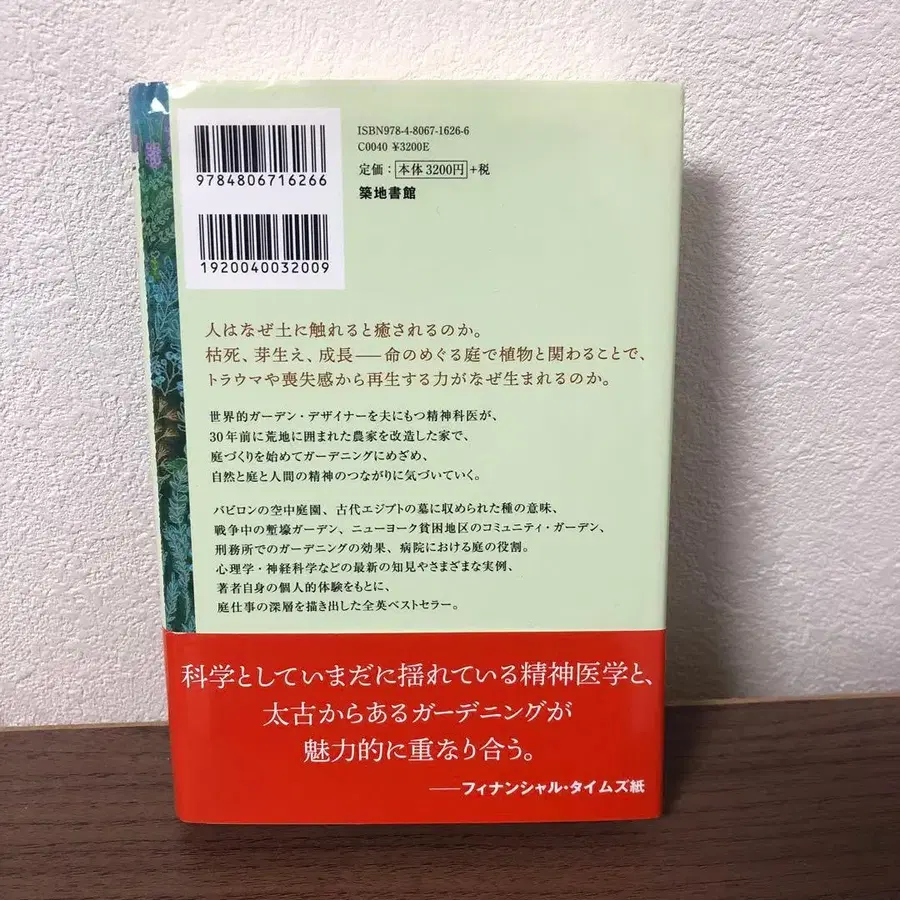 9784806716266
1920040032009
ISBN978-4-8067-1626-6
C0040 ¥3200E
定価：本体3200円+税
築地書館
人はなぜ土に触れると癒されるのか。
枯死、芽生え、成長──命のめぐる庭で植物と関わることで、
トラウマや喪失感から再生する力がなぜ生まれるのか。
世界的ガーデン・デザイナーを夫にもつ精神科医が、
30年前に荒地に囲まれた農家を改造した家で、
庭づくりを始めてガーデニングにめざめ、
自然と庭と人間の精神のつながりに気づいていく。
バビロンの空中庭園、古代エジプトの墓に収められた種の意味、
戦争中の塹壕ガーデン、ニューヨーク貧困地区のコミュニティ・ガーデン、
刑務所でのガーデニングの効果、病院における庭の役割。
心理学・神経科学などの最新の知見やさまざまな実例、
著者自身の個人的体験をもとに、
庭仕事の深層を描き出した全英ベストセラー。
科学としていまだに揺れている精神医学と、
太古からあるガーデニングが
魅力的に重なり合う。
──フィナンシャル・タイムズ紙